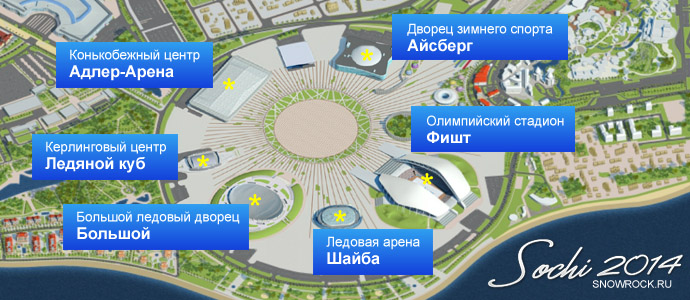 Конькобежный центр
Адлер-Арена
Дворец зимнего спорта
Айсберг
Керлинговый центр
Ледяной куб
Олимпийский стадион
Фишт
Большой ледовый дворец
Большой
Ледовая арена
Шайба
Sochi 2014
SNOWROCK.RU